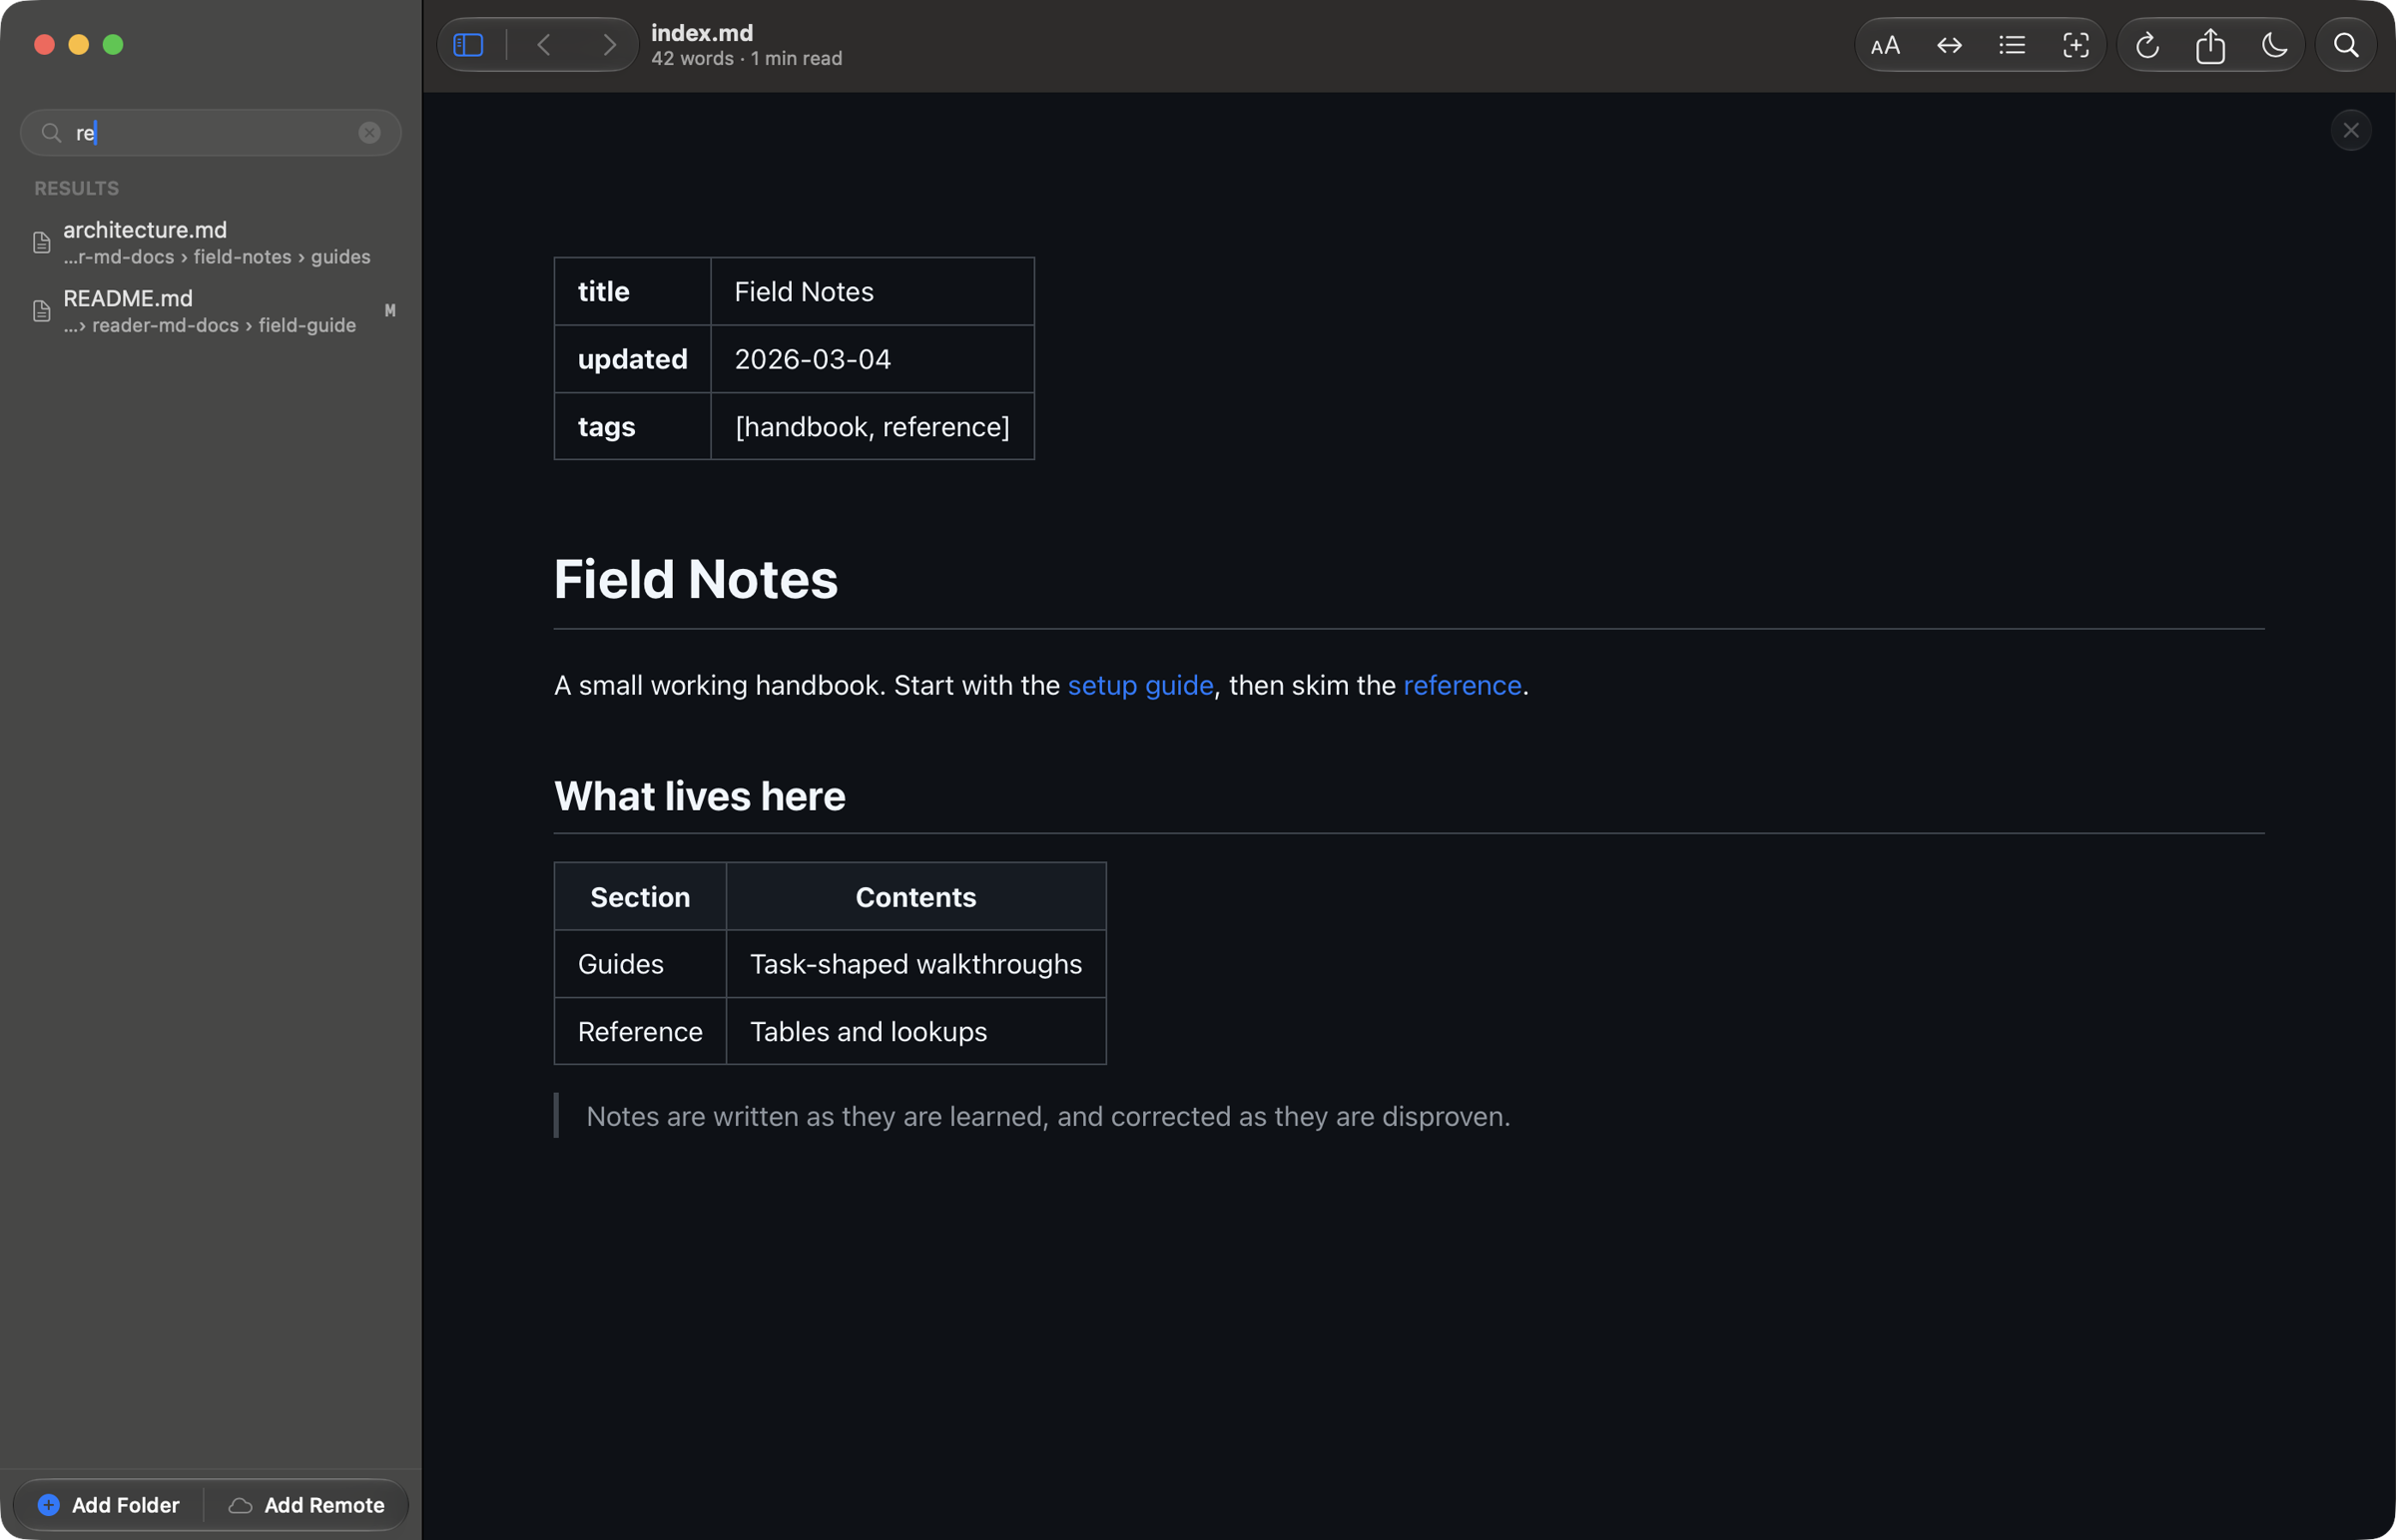 index.md
42 words · 1 min read
AA
re
RESULTS
architecture.md
...r-md-docs › field-notes › guides
README.md
...› reader-md-docs › field-guide
M
title Field Notes
updated 2026-03-04
tags [handbook, reference]
Field Notes
A small working handbook. Start with the setup guide, then skim the reference.
What lives here
Section Contents
Guides Task-shaped walkthroughs
Reference Tables and lookups
Notes are written as they are learned, and corrected as they are disproven.
Add Folder Add Remote